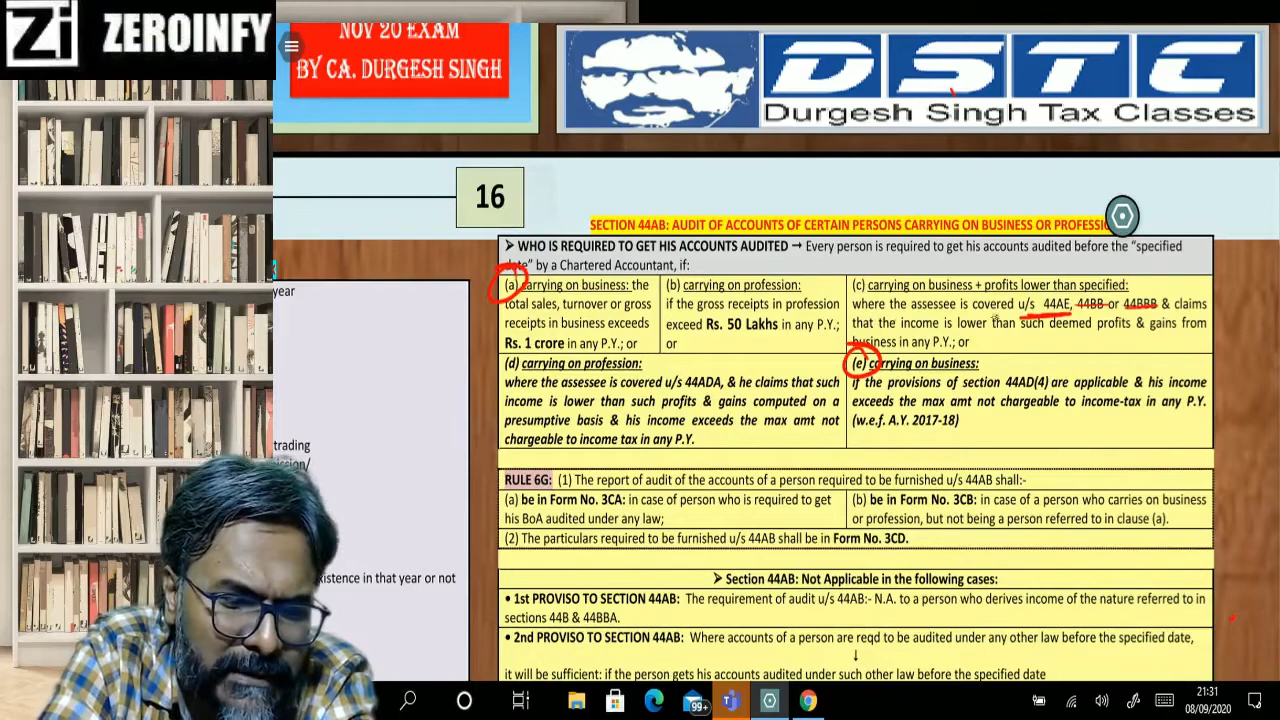 Zi ZEROINFY
NOV 20 EXAM
BY CA. DURGESH SINGH
DSTC
Durgesh Singh Tax Classes
16
SECTION 44AB: AUDIT OF ACCOUNTS OF CERTAIN PERSONS CARRYING ON BUSINESS OR PROFESSIO
➤ WHO IS REQUIRED TO GET HIS ACCOUNTS AUDITED → Every person is required to get his accounts audited before the "specified
date" by a Chartered Accountant, if:
(a) carrying on business: the
total sales, turnover or gross
receipts in business exceeds
Rs. 1 crore in any P.Y.; or
(b) carrying on profession:
if the gross receipts in profession
exceed Rs. 50 Lakhs in any P.Y.;
or
(c) carrying on business + profits lower than specified:
where the assessee is covered u/s 44AE, 44BB or 44BBB & claims
that the income is lower than such deemed profits & gains from
business in any P.Y.; or
(d) carrying on profession:
where the assessee is covered u/s 44ADA, & he claims that such
income is lower than such profits & gains computed on a
presumptive basis & his income exceeds the max amt not
chargeable to income tax in any P.Y.
(e) carrying on business:
If the provisions of section 44AD(4) are applicable & his income
exceeds the max amt not chargeable to income-tax in any P.Y.
(w.e.f. A.Y. 2017-18)
RULE 6G: (1) The report of audit of the accounts of a person required to be furnished u/s 44AB shall:-
(a) be in Form No. 3CA: in case of person who is required to get
his BoA audited under any law;
(b) be in Form No. 3CB: in case of a person who carries on business
or profession, but not being a person referred to in clause (a).
(2) The particulars required to be furnished u/s 44AB shall be in Form No. 3CD.
➤ Section 44AB: Not Applicable in the following cases:
• 1st PROVISO TO SECTION 44AB: The requirement of audit u/s 44AB:- N.A. to a person who derives income of the nature referred to in
sections 44B & 44BBA.
• 2nd PROVISO TO SECTION 44AB: Where accounts of a person are reqd to be audited under any other law before the specified date,
↓
it will be sufficient: if the person gets his accounts audited under such other law before the specified date
year
trading
xistence in that year or not
99+
21:31
08/09/2020